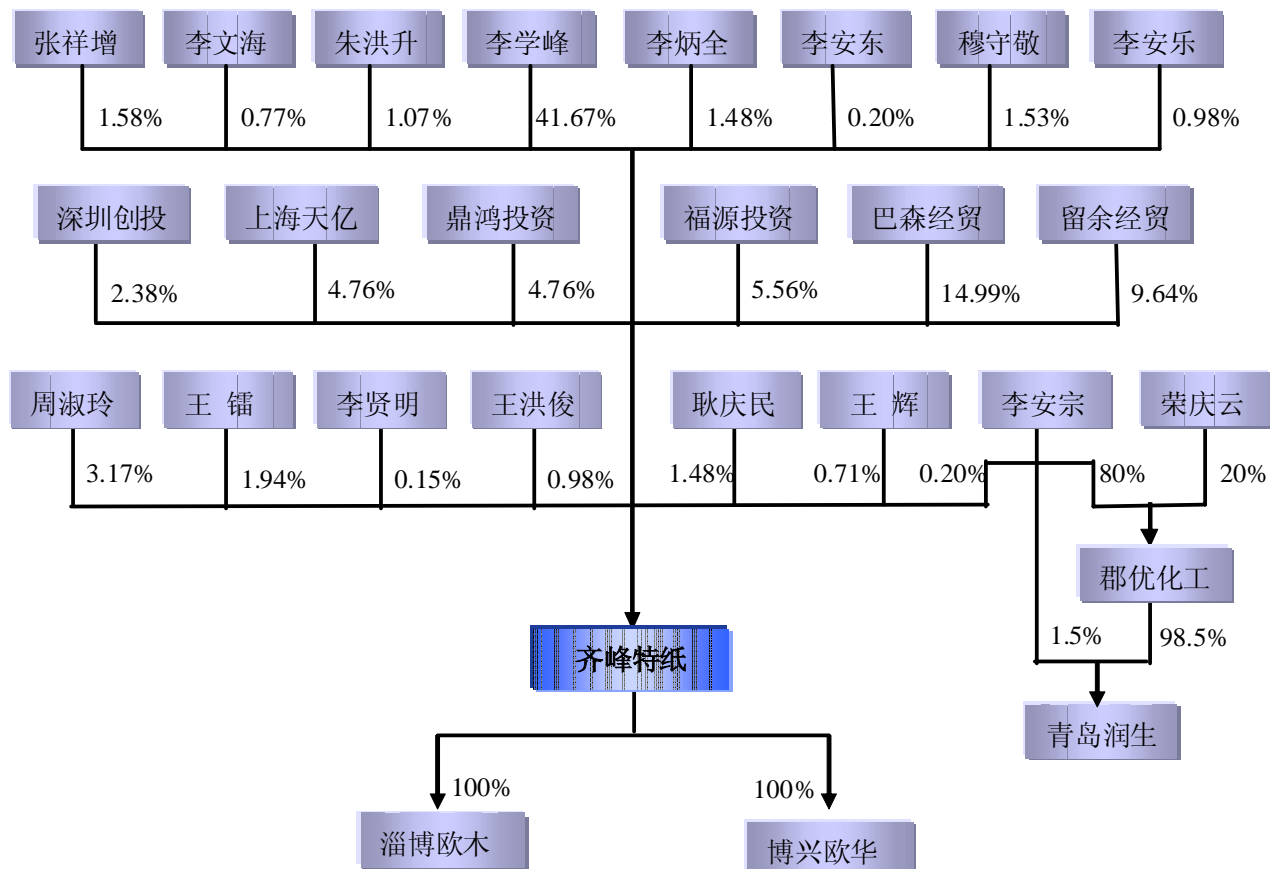 张祥增 李文海 朱洪升 李学峰 李炳全 李安东 穆守敬 李安乐
1.58% 0.77% 1.07% 41.67% 1.48% 0.20% 1.53% 0.98%
深圳创投 上海天亿 鼎鸿投资 福源投资 巴森经贸 留余经贸
2.38% 4.76% 4.76% 5.56% 14.99% 9.64%
周淑玲 王 镭 李贤明 王洪俊 耿庆民 王 辉 李安宗 荣庆云
3.17% 1.94% 0.15% 0.98% 1.48% 0.71% 0.20% 80% 20%
郡优化工
1.5% 98.5%
齐峰特纸
青岛润生
100% 100%
淄博欧木 博兴欧华